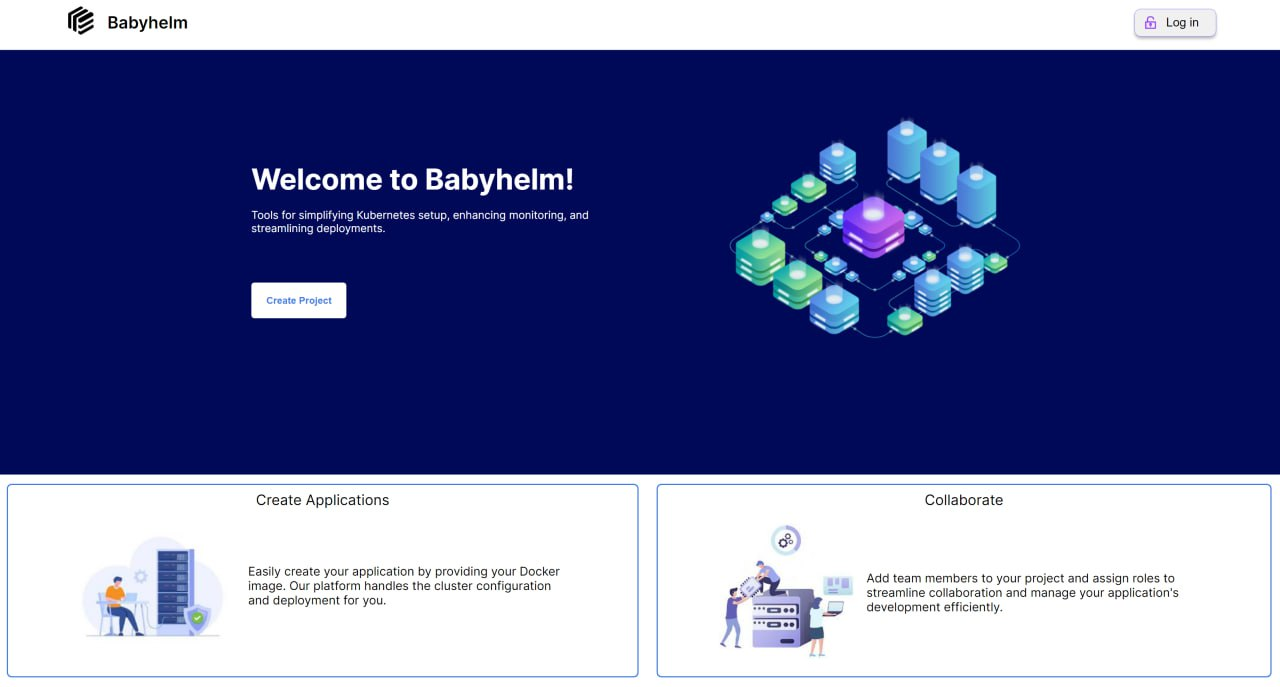 Babyhelm
Log in
Welcome to Babyhelm!
Tools for simplifying Kubernetes setup, enhancing monitoring, and
streamlining deployments.
Create Project
Create Applications
Easily create your application by providing your Docker
image. Our platform handles the cluster configuration
and deployment for you.
Collaborate
Add team members to your project and assign roles to
streamline collaboration and manage your application's
development efficiently.